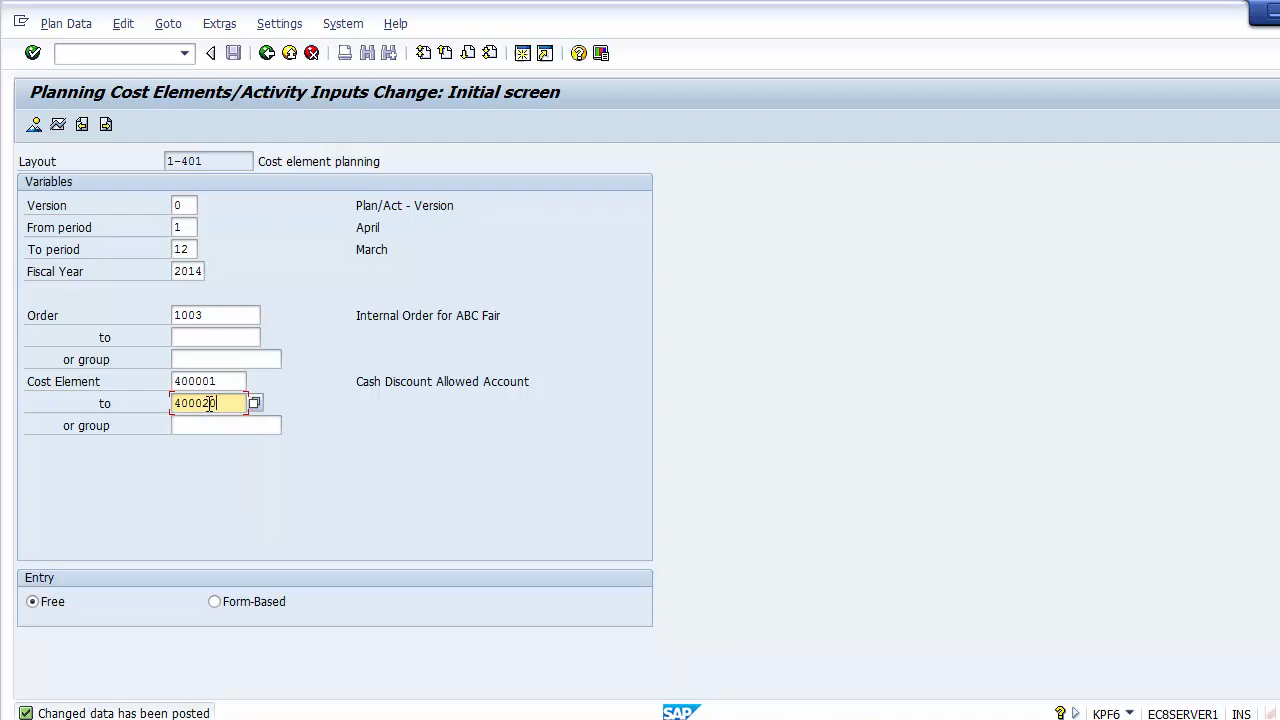 Plan Data Edit Goto Extras Settings System Help
Planning Cost Elements/Activity Inputs Change: Initial screen
Layout 1-401 Cost element planning
Variables
Version 0 Plan/Act - Version
From period 1 April
To period 12 March
Fiscal Year 2014
Order 1003 Internal Order for ABC Fair
to
or group
Cost Element 400001 Cash Discount Allowed Account
to 400020
or group
Entry
Free Form-Based
Changed data has been posted SAP KPF6 EC8SERVER1 INS